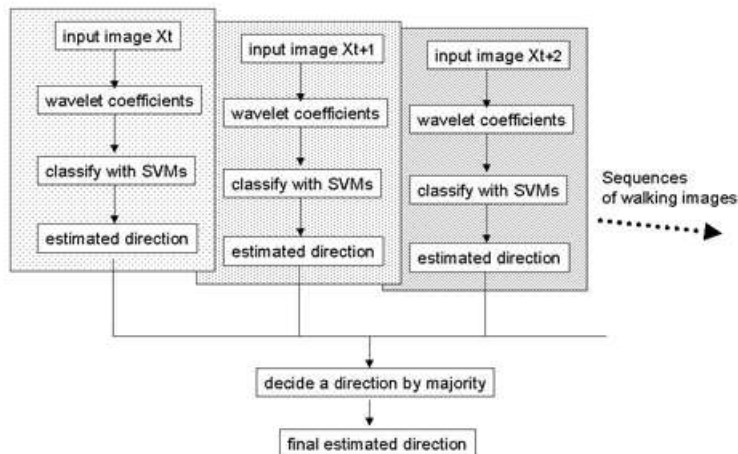 input image Xt
wavelet coefficients
classify with SVMs
estimated direction
input image Xt+1
wavelet coefficients
classify with SVMs
estimated direction
input image Xt+2
wavelet coefficients
classify with SVMs
estimated direction
Sequences
of walking images
decide a direction by majority
final estimated direction